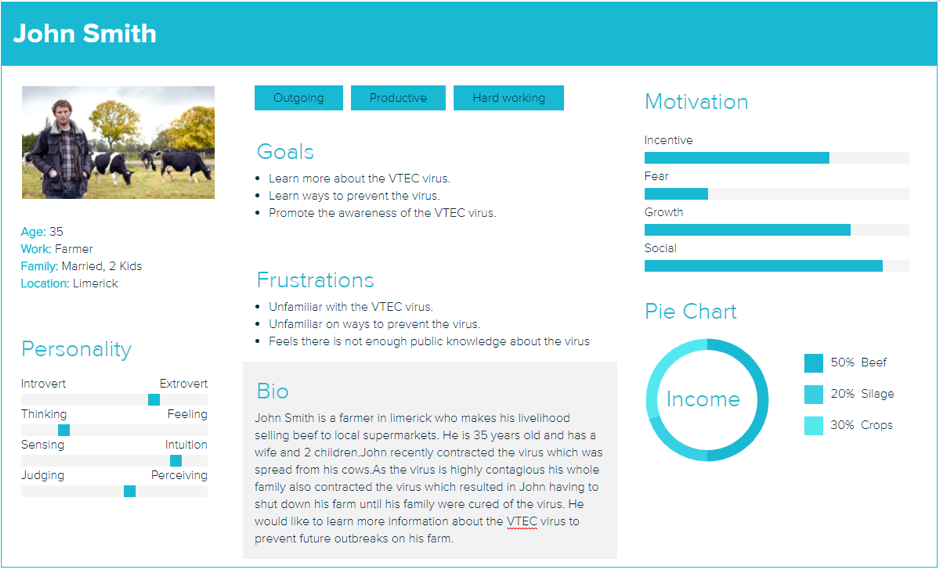 John Smith
Age: 35
Work: Farmer
Family: Married, 2 Kids
Location: Limerick
Personality
Introvert Extrovert
Thinking Feeling
Sensing Intuition
Judging Perceiving
Outgoing Productive Hard working
Goals
• Learn more about the VTEC virus.
• Learn ways to prevent the virus.
• Promote the awareness of the VTEC virus.
Frustrations
• Unfamiliar with the VTEC virus.
• Unfamiliar on ways to prevent the virus.
• Feels there is not enough public knowledge about the virus
Bio
John Smith is a farmer in limerick who makes his livelihood
selling beef to local supermarkets. He is 35 years old and has a
wife and 2 children.John recently contracted the virus which was
spread from his cows.As the virus is highly contagious his whole
family also contracted the virus which resulted in John having to
shut down his farm until his family were cured of the virus. He
would like to learn more information about the VTEC virus to
prevent future outbreaks on his farm.
Motivation
Incentive
Fear
Growth
Social
Pie Chart
Income
50% Beef
20% Silage
30% Crops